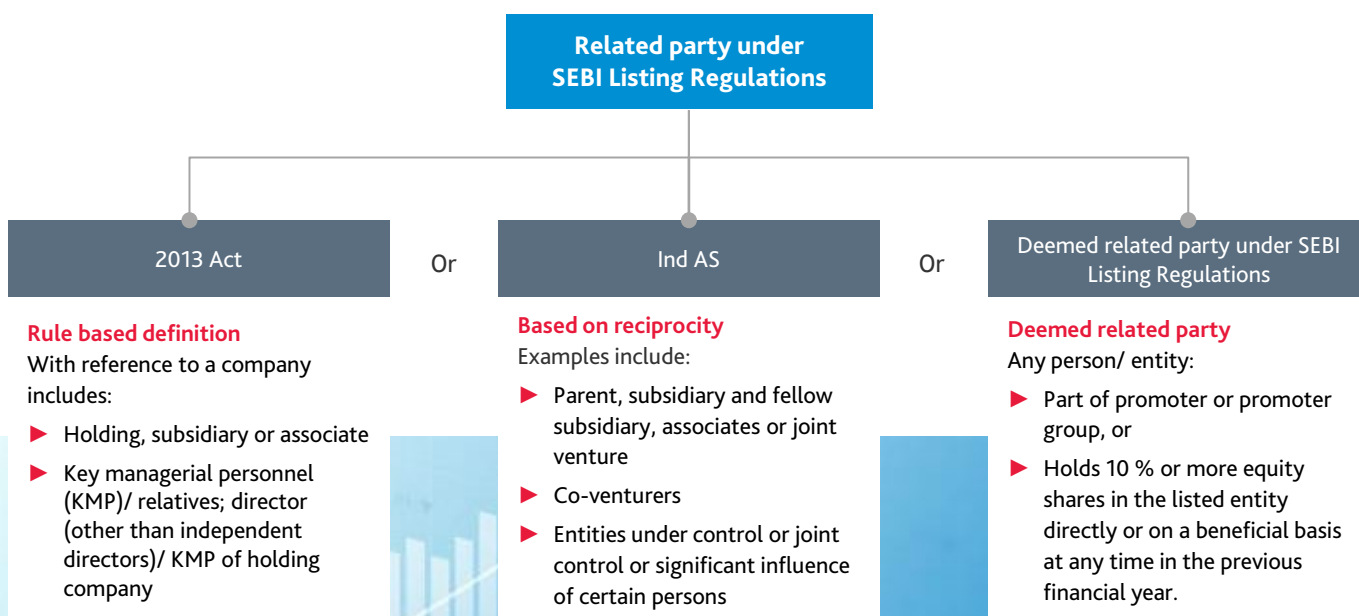 Related party under
SEBI Listing Regulations
2013 Act
Or
Ind AS
Or
Deemed related party under SEBI
Listing Regulations
Rule based definition
With reference to a company
includes:
► Holding, subsidiary or associate
► Key managerial personnel
(KMP)/ relatives; director
(other than independent
directors)/ KMP of holding
company
Based on reciprocity
Examples include:
► Parent, subsidiary and fellow
subsidiary, associates or joint
venture
► Co-venturers
► Entities under control or joint
control or significant influence
of certain persons
Deemed related party
Any person/ entity:
► Part of promoter or promoter
group, or
► Holds 10 % or more equity
shares in the listed entity
directly or on a beneficial basis
at any time in the previous
financial year.